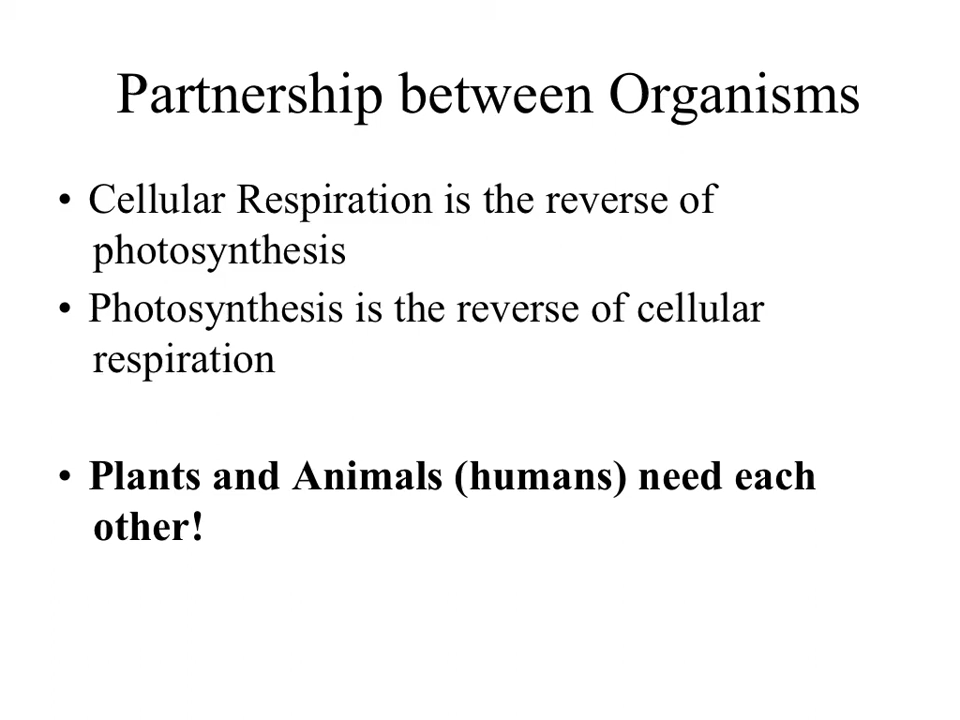 Partnership between Organisms
• Cellular Respiration is the reverse of
photosynthesis
• Photosynthesis is the reverse of cellular
respiration
• Plants and Animals (humans) need each
other!